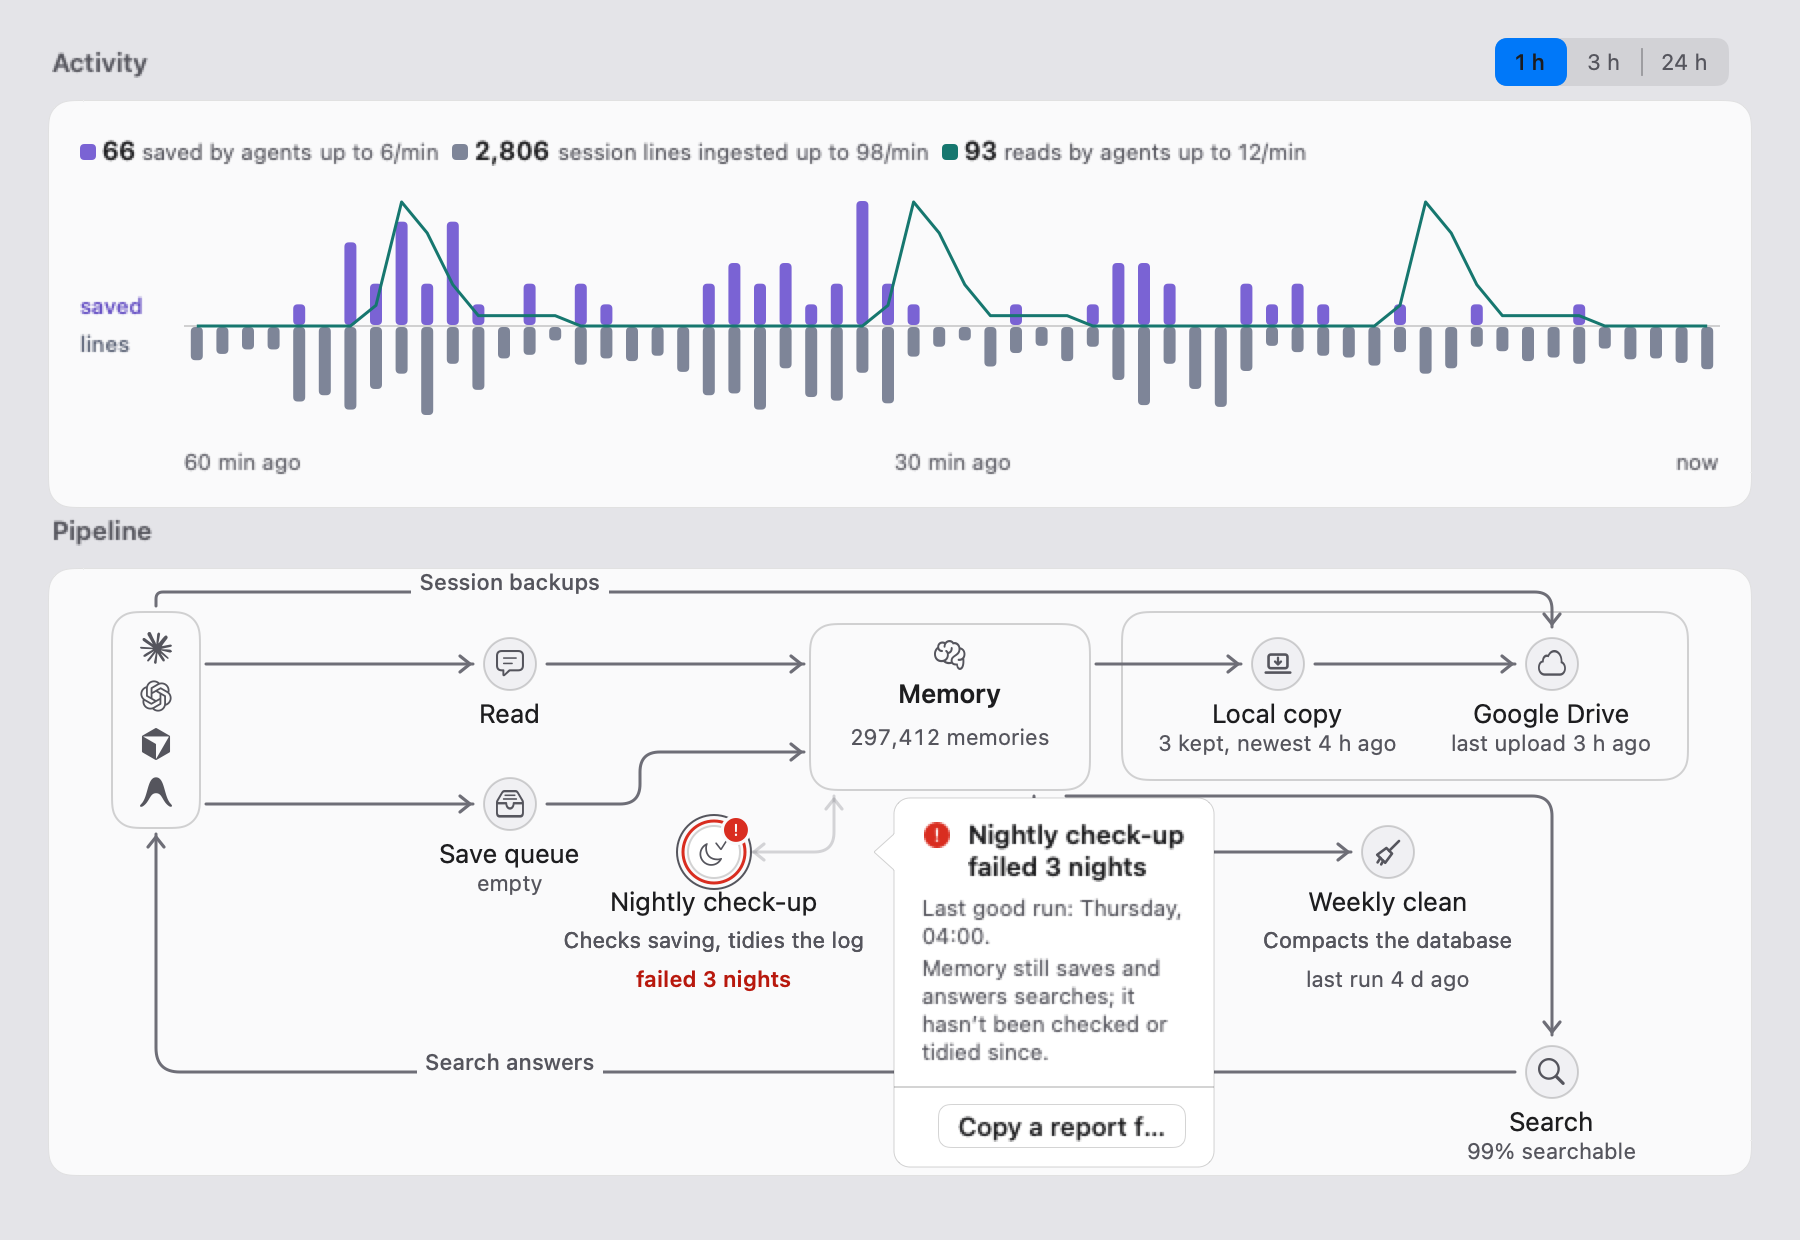 Activity
1 h
3 h
24 h
66 saved by agents up to 6/min
2,806 session lines ingested up to 98/min
93 reads by agents up to 12/min
saved
lines
60 min ago
30 min ago
now
Pipeline
Session backups
Read
Memory
297,412 memories
Local copy
3 kept, newest 4 h ago
Google Drive
last upload 3 h ago
Save queue
empty
Nightly check-up
Checks saving, tidies the log
failed 3 nights
Nightly check-up
failed 3 nights
Last good run: Thursday,
04:00.
Memory still saves and
answers searches; it
hasn't been checked or
tidied since.
Copy a report f...
Weekly clean
Compacts the database
last run 4 d ago
Search answers
Search
99% searchable